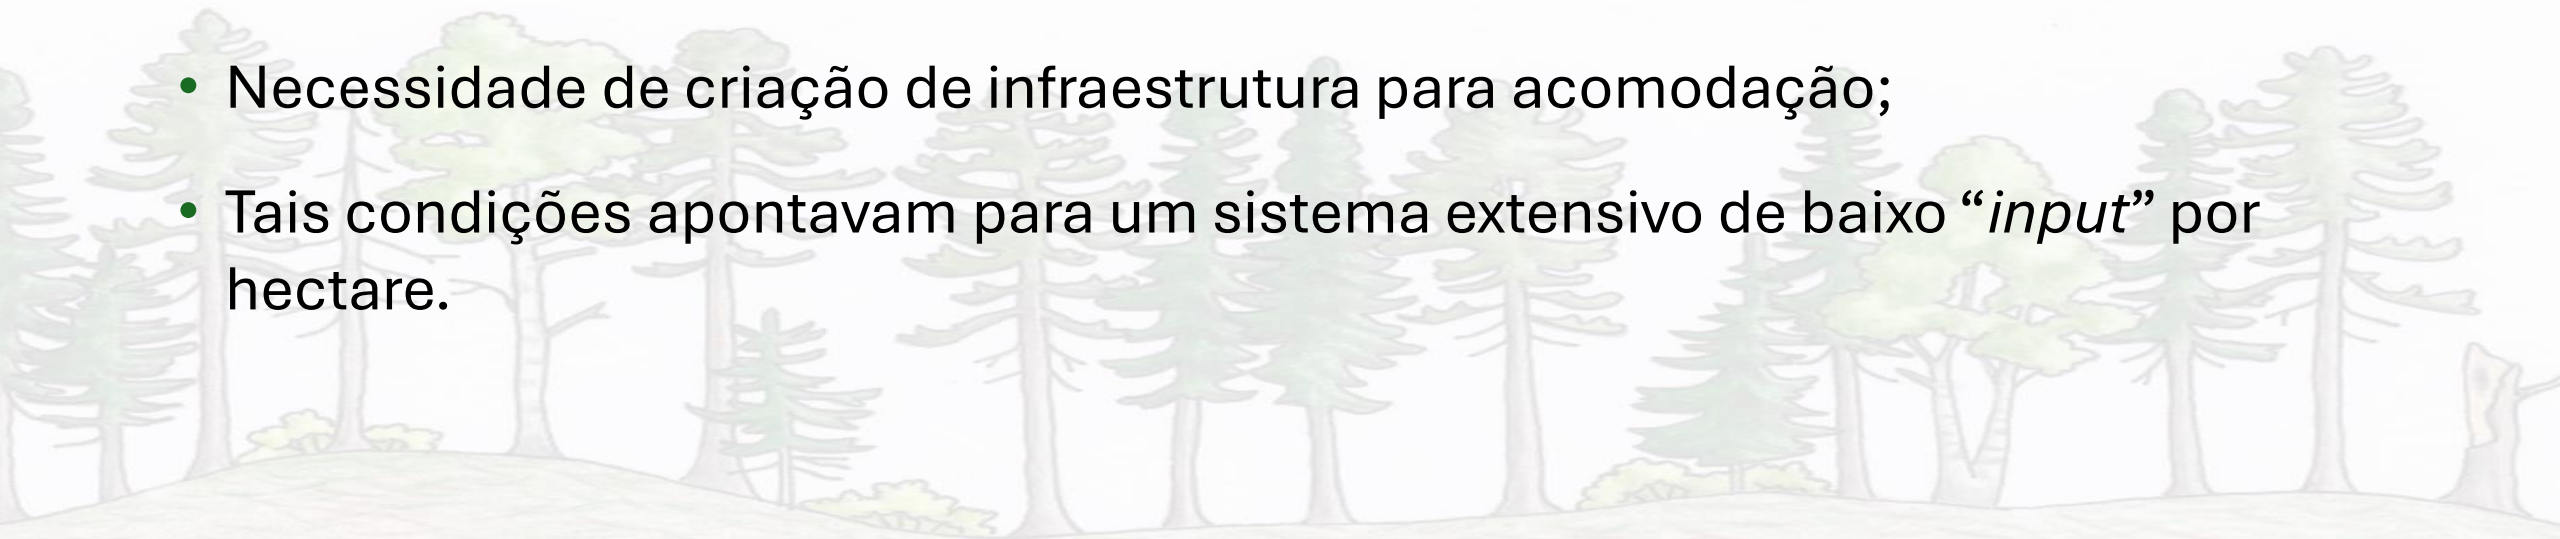 • Necessidade de criação de infraestrutura para acomodação;
• Tais condições apontavam para um sistema extensivo de baixo “input” por
hectare.